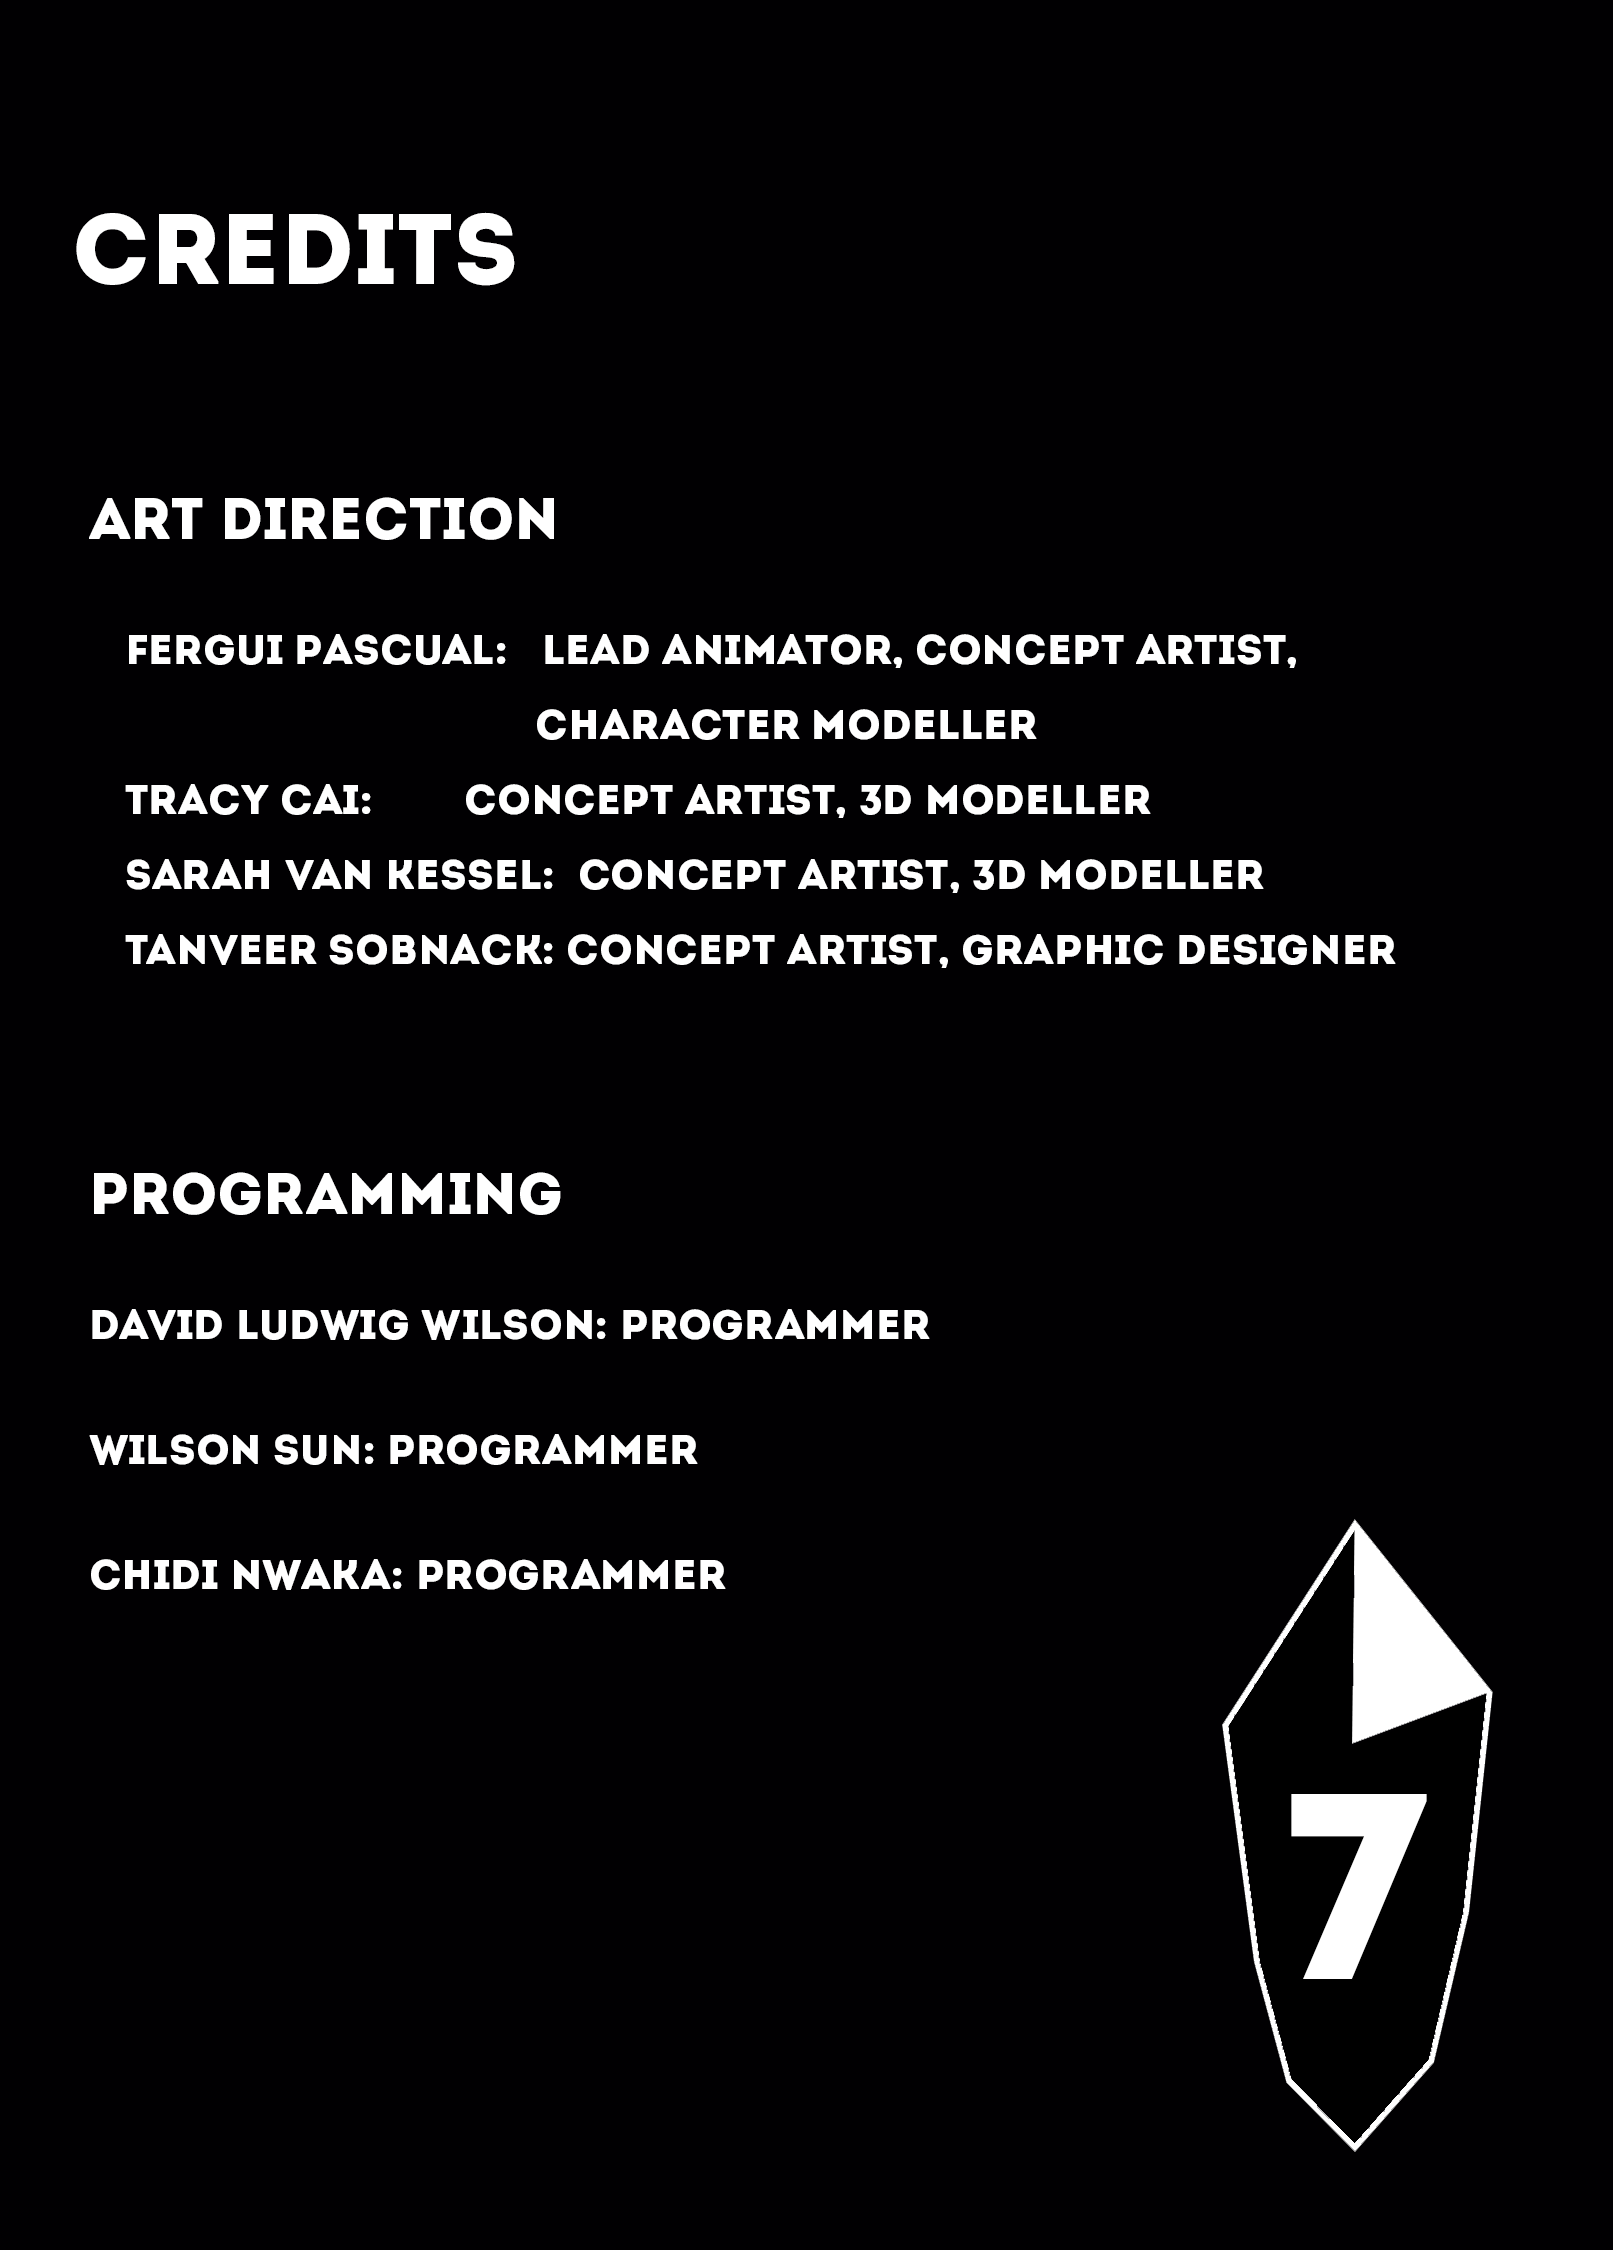 CREDITS
ART DIRECTION
FERGUI PASCUAL: LEAD ANIMATOR, CONCEPT ARTIST,
CHARACTER MODELLER
TRACY CAI: CONCEPT ARTIST, 3D MODELLER
SARAH VAN KESSEL: CONCEPT ARTIST, 3D MODELLER
TANVEER SOBNACK: CONCEPT ARTIST, GRAPHIC DESIGNER
PROGRAMMING
DAVID LUDWIG WILSON: PROGRAMMER
WILSON SUN: PROGRAMMER
CHIDI NWAKA: PROGRAMMER
7